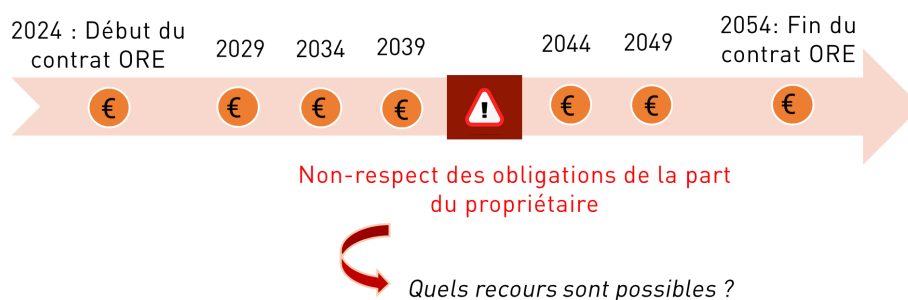 2024 : Début du
contrat ORE
2029
2034
2039
2044
2049
2054: Fin du
contrat ORE
€
€
€
€
!
€
€
€
Non-respect des obligations de la part
du propriétaire
Quels recours sont possibles ?